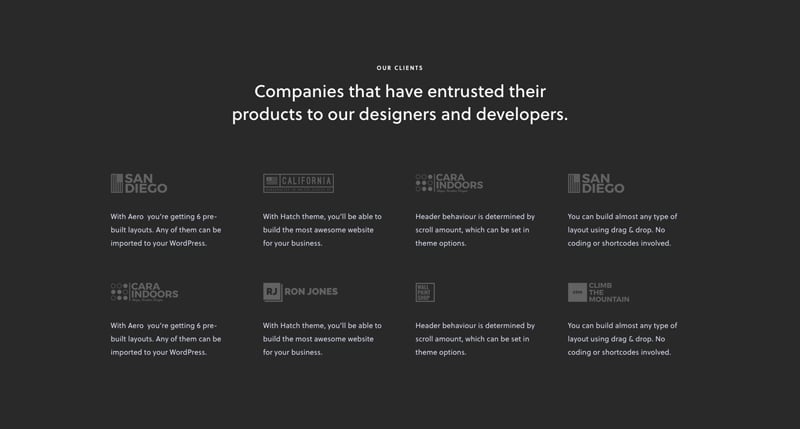 OUR CLIENTS
Companies that have entrusted their
products to our designers and developers.
SAN
DIEGO
CALIFORNIA
CARA
INDOORS
SAN
DIEGO
With Aero you're getting 6 pre-
built layouts. Any of them can be
imported to your WordPress.
With Hatch theme, you'll be able to
build the most awesome website
for your business.
Header behaviour is determined by
scroll amount, which can be set in
theme options.
You can build almost any type of
layout using drag & drop. No
coding or shortcodes involved.
CARA
INDOORS
RJ RON JONES
WALL
PAINT
SHOP
CLIMB
THE
MOUNTAIN
With Aero you're getting 6 pre-
built layouts. Any of them can be
imported to your WordPress.
With Hatch theme, you'll be able to
build the most awesome website
for your business.
Header behaviour is determined by
scroll amount, which can be set in
theme options.
You can build almost any type of
layout using drag & drop. No
coding or shortcodes involved.